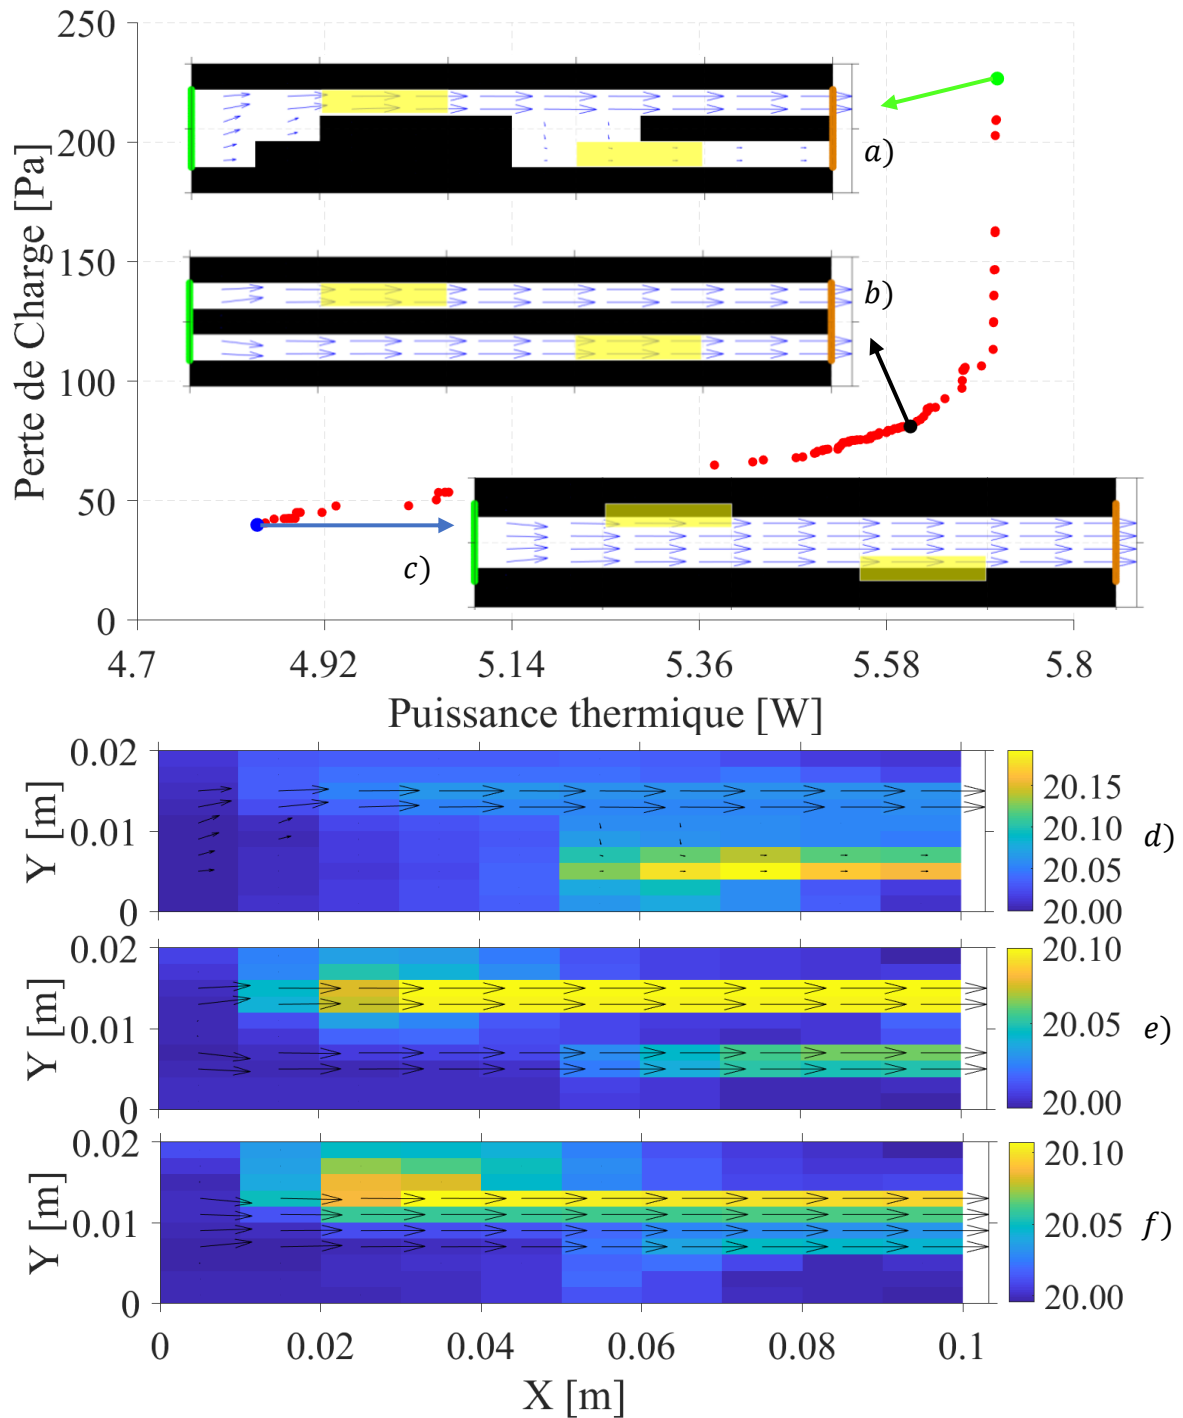 250
200
150
100
50
0
Perte de Charge [Pa]
a)
b)
c)
4.7 4.92 5.14 5.36 5.58 5.8
Puissance thermique [W]
0.02
0.01
0
Y [m]
20.15
20.10
20.05
20.00
d)
0.02
0.01
0
Y [m]
20.10
20.05
20.00
e)
0.02
0.01
0
Y [m]
20.10
20.05
20.00
f)
0 0.02 0.04 0.06 0.08 0.1
X [m]